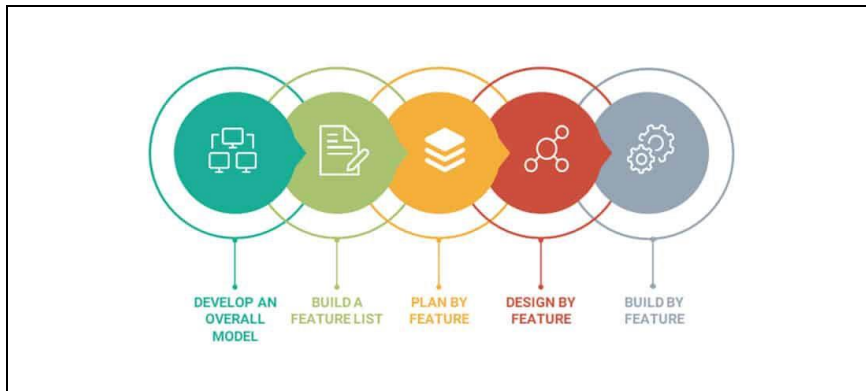 DEVELOP AN
OVERALL
MODEL
BUILD A
FEATURE LIST
PLAN BY
FEATURE
DESIGN BY
FEATURE
BUILD BY
FEATURE